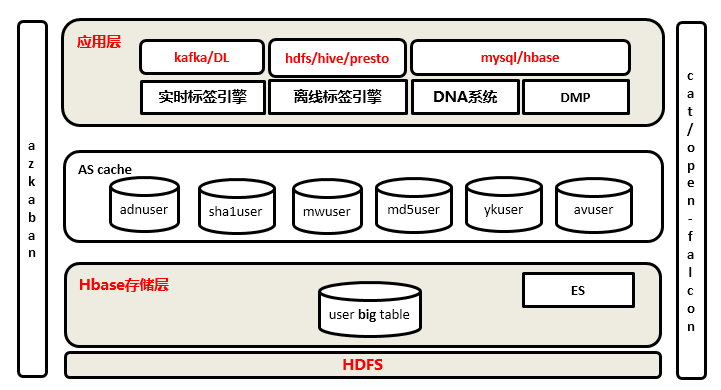 azkaban
应用层
kafka/DL
hdfs/hive/presto
mysql/hbase
实时标签引擎
离线标签引擎
DNA系统
DMP
AS cache
adnuser
sha1user
mwuser
md5user
ykuser
avuser
Hbase存储层
user big table
ES
HDFS
cat/open-falcon